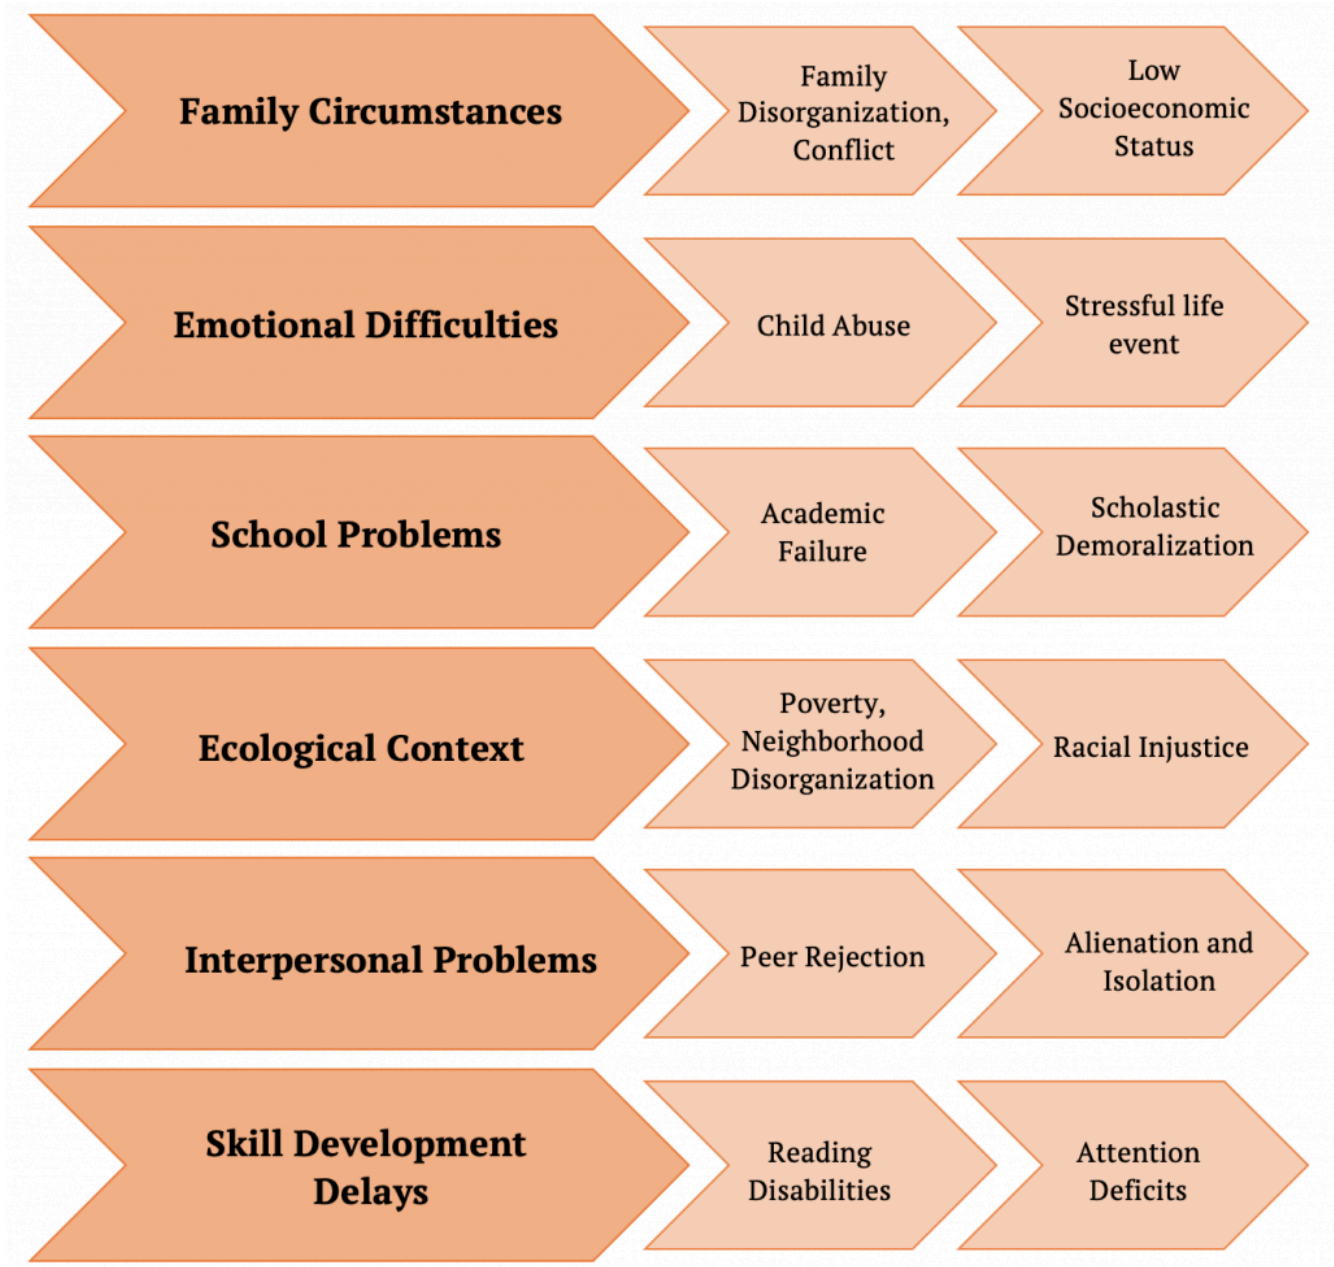 Family Circumstances
Family
Disorganization,
Conflict
Low
Socioeconomic
Status
Emotional Difficulties
Child Abuse
Stressful life
event
School Problems
Academic
Failure
Scholastic
Demoralization
Ecological Context
Poverty,
Neighborhood
Disorganization
Racial Injustice
Interpersonal Problems
Peer Rejection
Alienation and
Isolation
Skill Development
Delays
Reading
Disabilities
Attention
Deficits